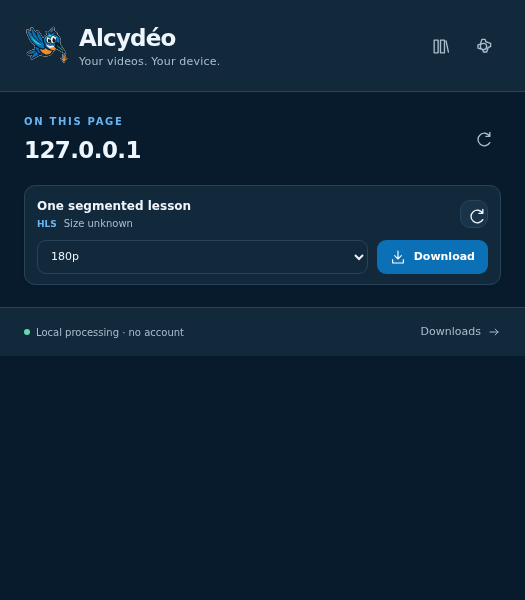 Alcydéo
Your videos. Your device.
ON THIS PAGE
127.0.0.1
One segmented lesson
HLS Size unknown
180p
Download
Local processing · no account
Downloads →